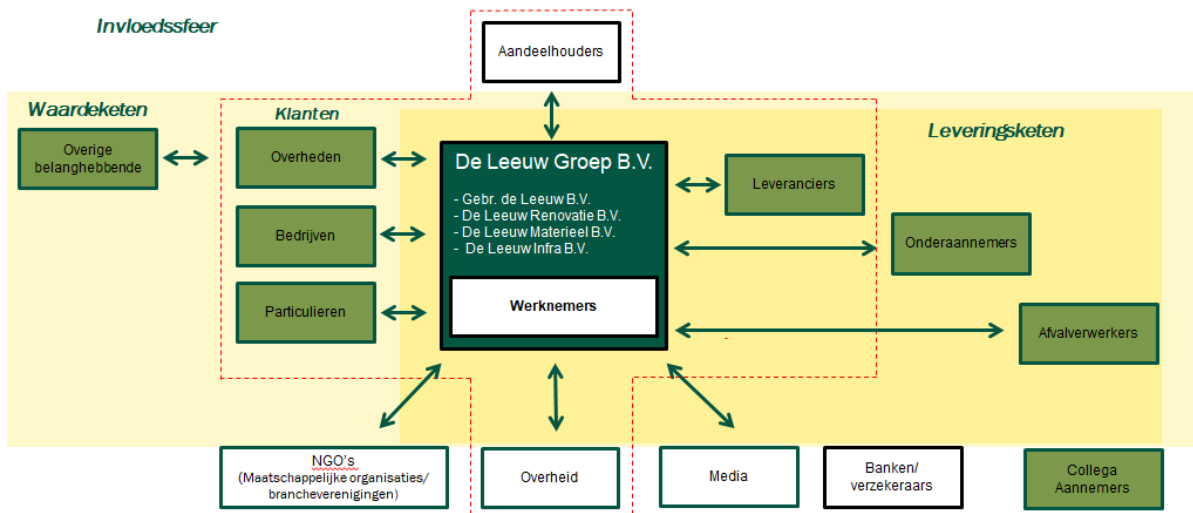 Invloedssfeer
Aandeelhouders
Waardeketen
Klanten
Leveringsketen
Overige
belanghebbende
Overheden
Bedrijven
Particulieren
De Leeuw Groep B.V.
- Gebr. de Leeuw B.V.
- De Leeuw Renovatie B.V.
- De Leeuw Materieel B.V.
- De Leeuw Infra B.V.
Werknemers
Leveranciers
Onderaannemers
Afvalverwerkers
NGO's
(Maatschappelijke organisaties/
brancheverenigingen)
Overheid
Media
Banken/
verzekeraars
Collega
Aannemers